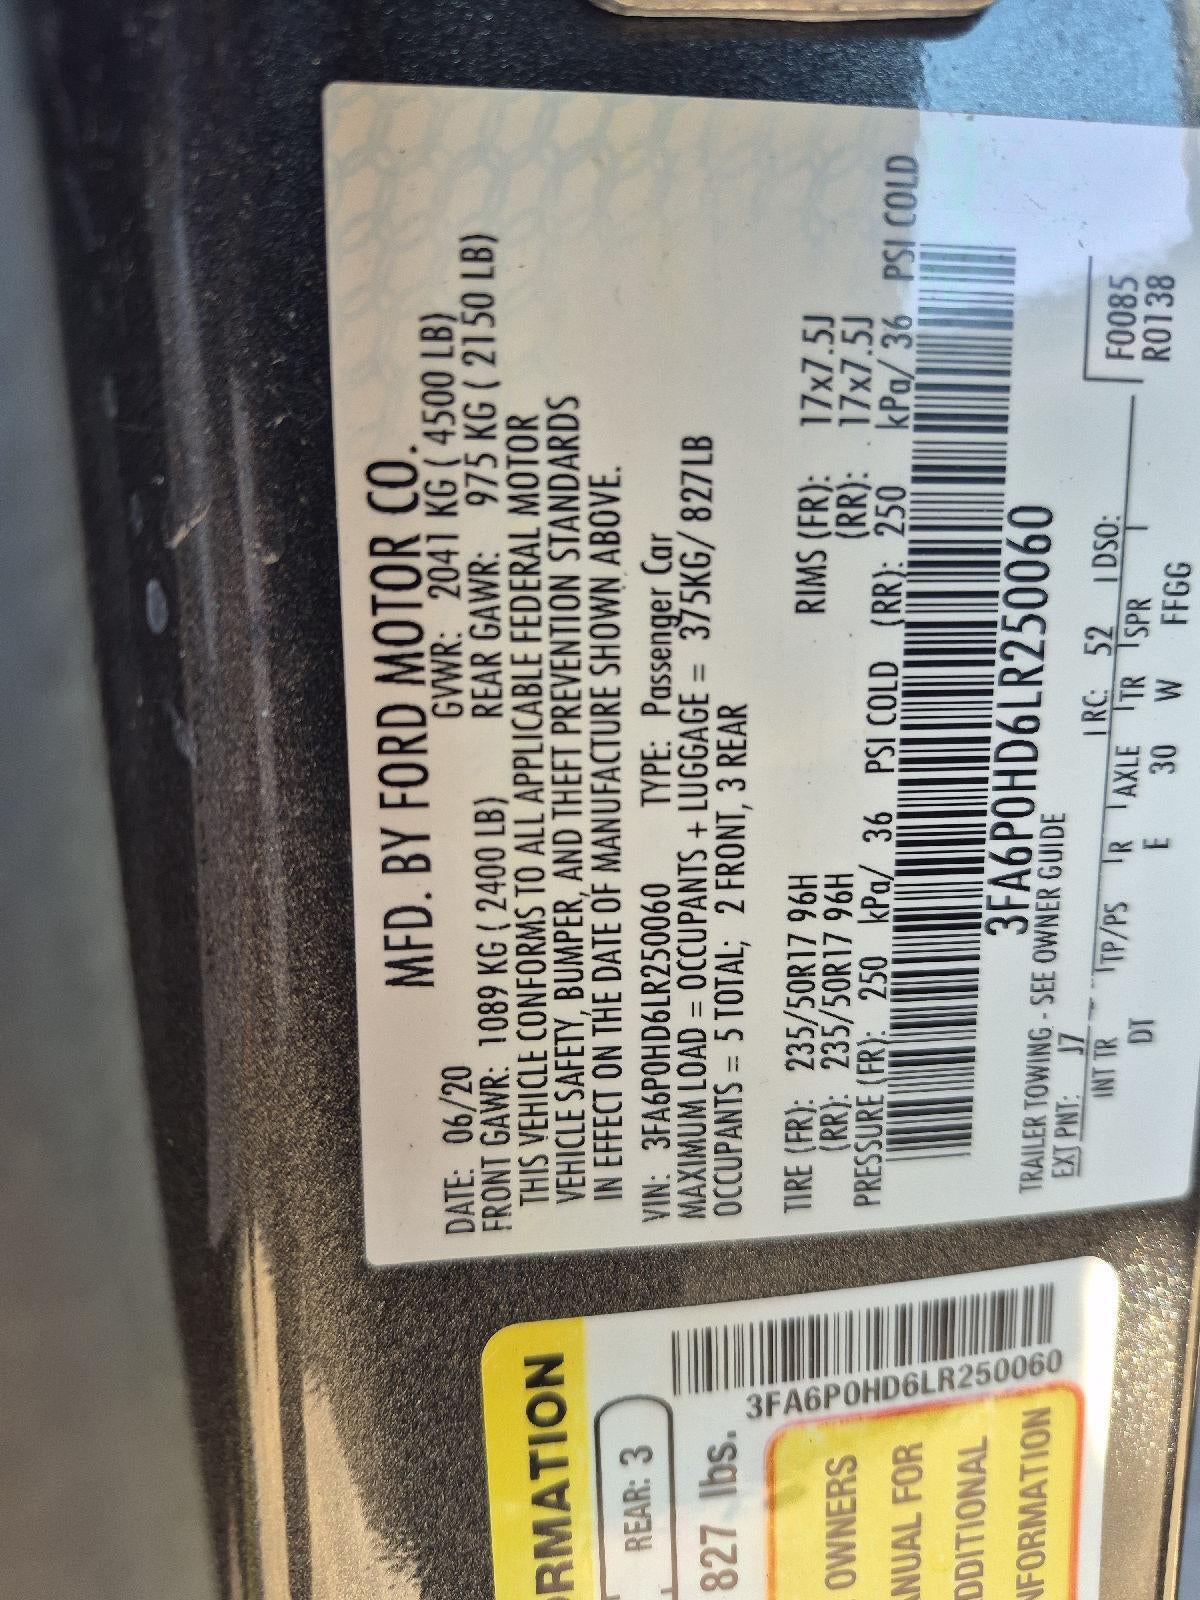 MFD. BY FORD MOTOR CO.
DATE: 06/20 GVWR: 2041 KG ( 4500 LB)
FRONT GAWR: 1089 KG ( 2400 LB) REAR GAWR: 975 KG ( 2150 LB)
THIS VEHICLE CONFORMS TO ALL APPLICABLE FEDERAL MOTOR
VEHICLE SAFETY, BUMPER, AND THEFT PREVENTION STANDARDS
IN EFFECT ON THE DATE OF MANUFACTURE SHOWN ABOVE.
VIN: 3FA6P0HD6LR250060 TYPE: Passenger Car
MAXIMUM LOAD = OCCUPANTS + LUGGAGE = 375KG/ 827LB
OCCUPANTS = 5 TOTAL; 2 FRONT, 3 REAR
TIRE (FR): 235/50R17 96H RIMS (FR): 17x7.5J
(RR): 235/50R17 96H (RR): 17x7.5J
PRESSURE (FR): 250 kPa/ 36 PSI COLD (RR): 250 kPa/ 36 PSI COLD
3FA6P0HD6LR250060
TRAILER TOWING - SEE OWNER GUIDE
EXT PNT: J7 RC: 52 DSO:
F0085
R0138
INT TR TP/PS R AXLE TR SPR
DT E 30 W FFGG
ORMATION
REAR: 3
827 lbs.
3FA6P0HD6LR250060
OWNERS
ANUAL FOR
DDITIONAL
NFORMATION